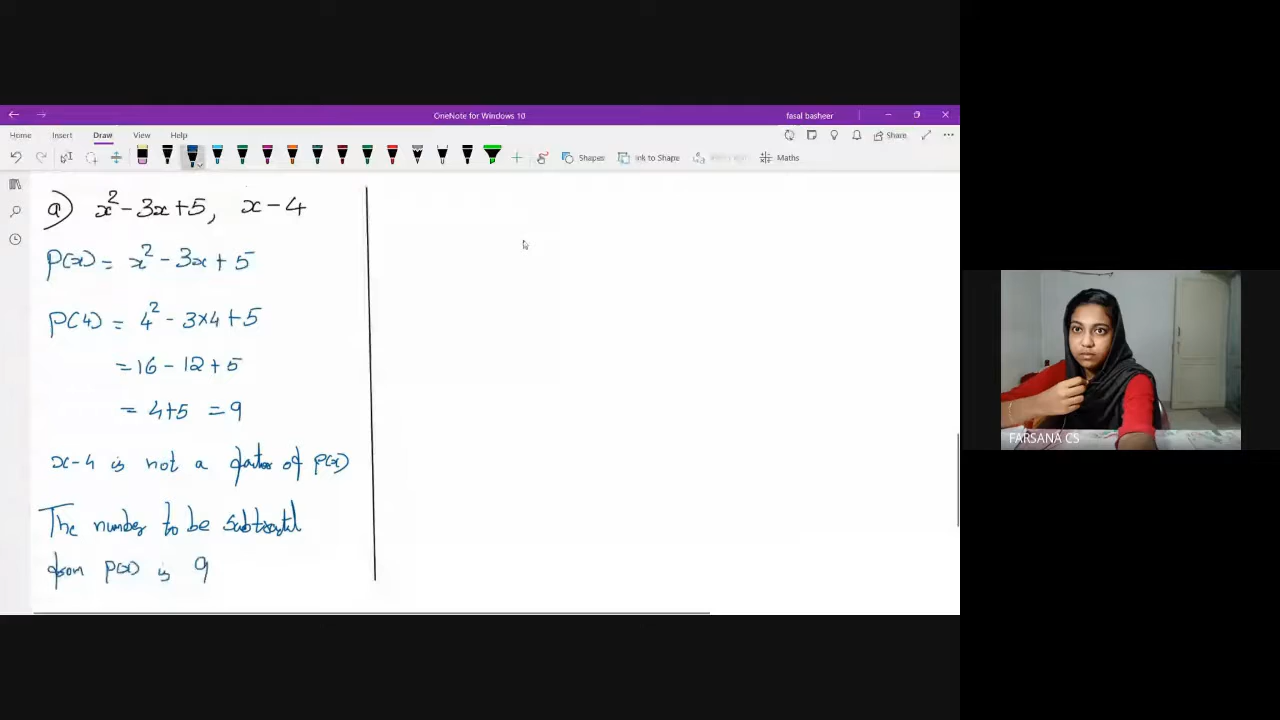 OneNote for Windows 10
fasal basheer
Home Insert Draw View Help
Share
Shapes Ink to Shape Maths
a) x² - 3x + 5, x - 4
P(x) = x² - 3x + 5
P(4) = 4² - 3×4 + 5
= 16 - 12 + 5
= 4+5 = 9
x-4 is not a factor of P(x)
The number to be subtracted
from P(x) is 9
FARSANA CS